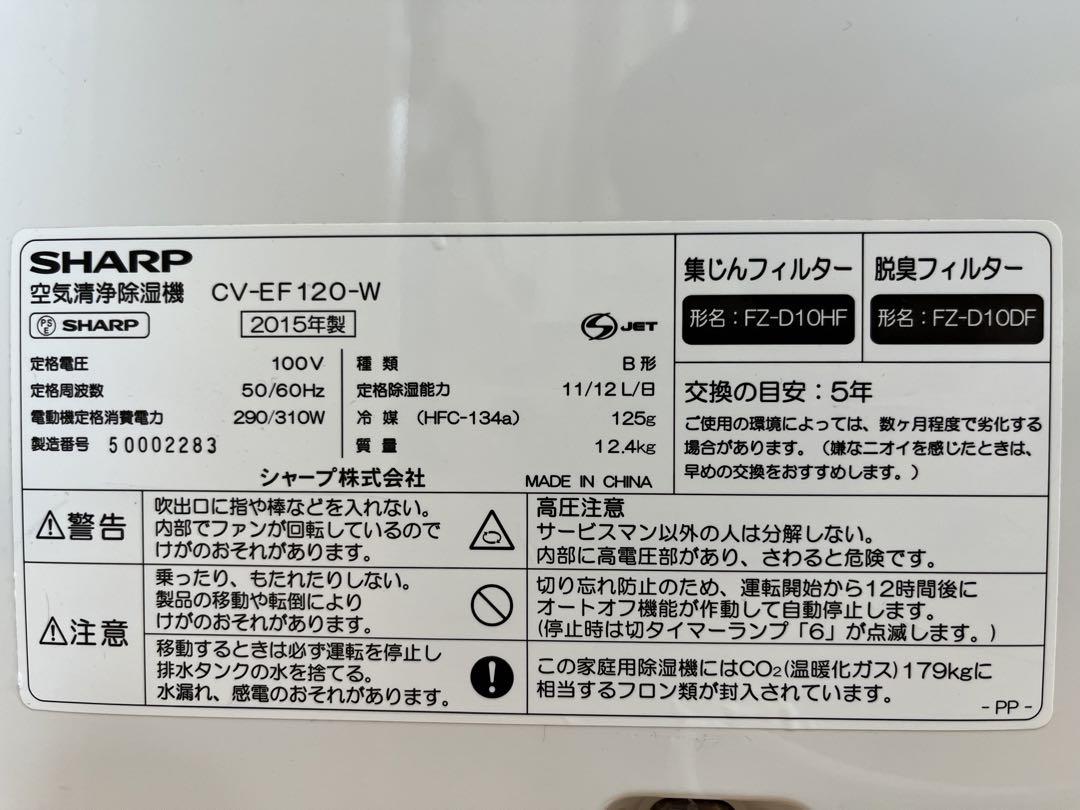 SHARP
空気清浄除湿機 CV-EF120-W
PSE SHARP
2015年製
S JET
定格電圧 100V
定格周波数 50/60Hz
電動機定格消費電力 290/310W
製造番号 50002283
種類 B形
定格除湿能力 11/12L/日
冷媒 (HFC-134a) 125g
質量 12.4kg
シャープ株式会社 MADE IN CHINA
集じんフィルター
形名:FZ-D10HF
脱臭フィルター
形名:FZ-D10DF
交換の目安:5年
ご使用の環境によっては、数ヶ月程度で劣化する
場合があります。(嫌なニオイを感じたときは、
早めの交換をおすすめします。)
⚠警告
吹出口に指や棒などを入れない。
内部でファンが回転しているので
けがのおそれがあります。
高圧注意
サービスマン以外の人は分解しない。
内部に高電圧部があり、さわると危険です。
⚠注意
乗ったり、もたれたりしない。
製品の移動や転倒により
けがのおそれがあります。
移動するときは必ず運転を停止し
排水タンクの水を捨てる。
水漏れ、感電のおそれがあります。
切り忘れ防止のため、運転開始から12時間後に
オートオフ機能が作動して自動停止します。
(停止時は切タイマーランプ「6」が点滅します。)
この家庭用除湿機にはCO₂(温暖化ガス)179kgに
相当するフロン類が封入されています。
-PP-